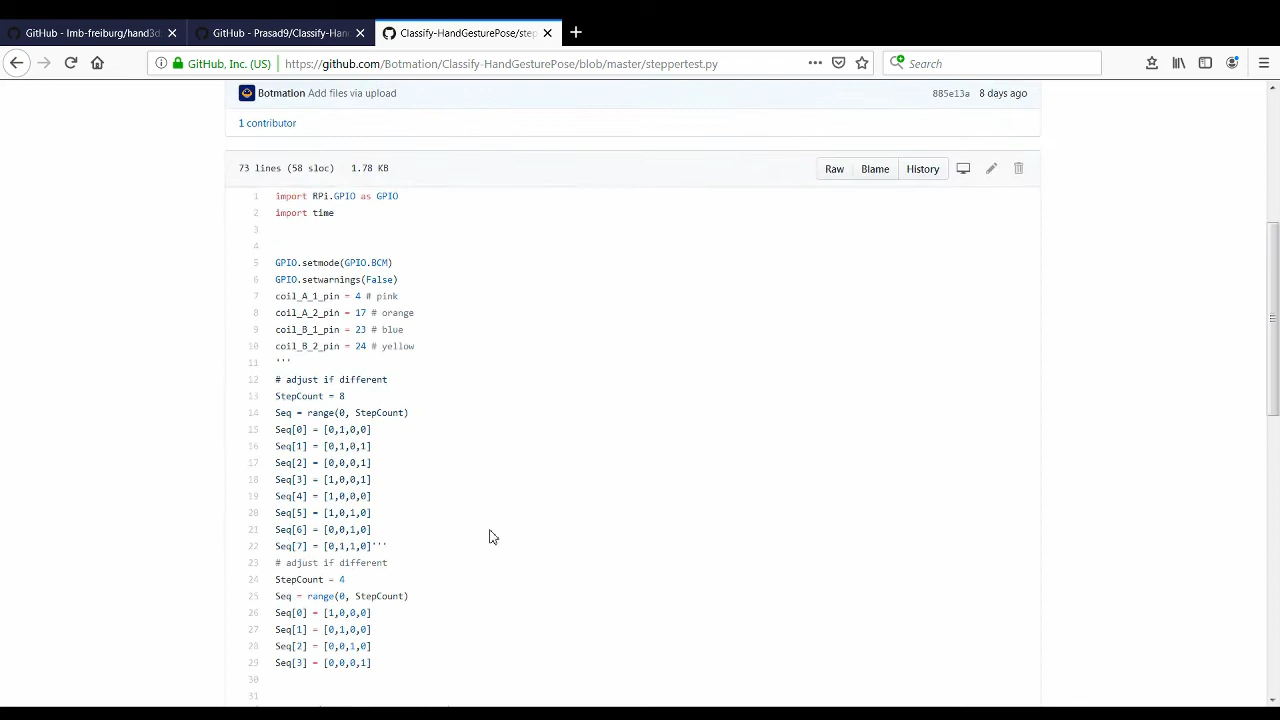 GitHub - lmb-freiburg/hand3d
GitHub - Prasad9/Classify-Hand
Classify-HandGesturePose/step
GitHub, Inc. (US)
https://github.com/Botmation/Classify-HandGesturePose/blob/master/steppertest.py
Search
Botmation Add files via upload
885e13a 8 days ago
1 contributor
73 lines (58 sloc) 1.78 KB
Raw Blame History
1 import RPi.GPIO as GPIO
2 import time
3
4
5 GPIO.setmode(GPIO.BCM)
6 GPIO.setwarnings(False)
7 coil_A_1_pin = 4 # pink
8 coil_A_2_pin = 17 # orange
9 coil_B_1_pin = 23 # blue
10 coil_B_2_pin = 24 # yellow
11 '''
12 # adjust if different
13 StepCount = 8
14 Seq = range(0, StepCount)
15 Seq[0] = [0,1,0,0]
16 Seq[1] = [0,1,0,1]
17 Seq[2] = [0,0,0,1]
18 Seq[3] = [1,0,0,1]
19 Seq[4] = [1,0,0,0]
20 Seq[5] = [1,0,1,0]
21 Seq[6] = [0,0,1,0]
22 Seq[7] = [0,1,1,0]'''
23 # adjust if different
24 StepCount = 4
25 Seq = range(0, StepCount)
26 Seq[0] = [1,0,0,0]
27 Seq[1] = [0,1,0,0]
28 Seq[2] = [0,0,1,0]
29 Seq[3] = [0,0,0,1]
30
31